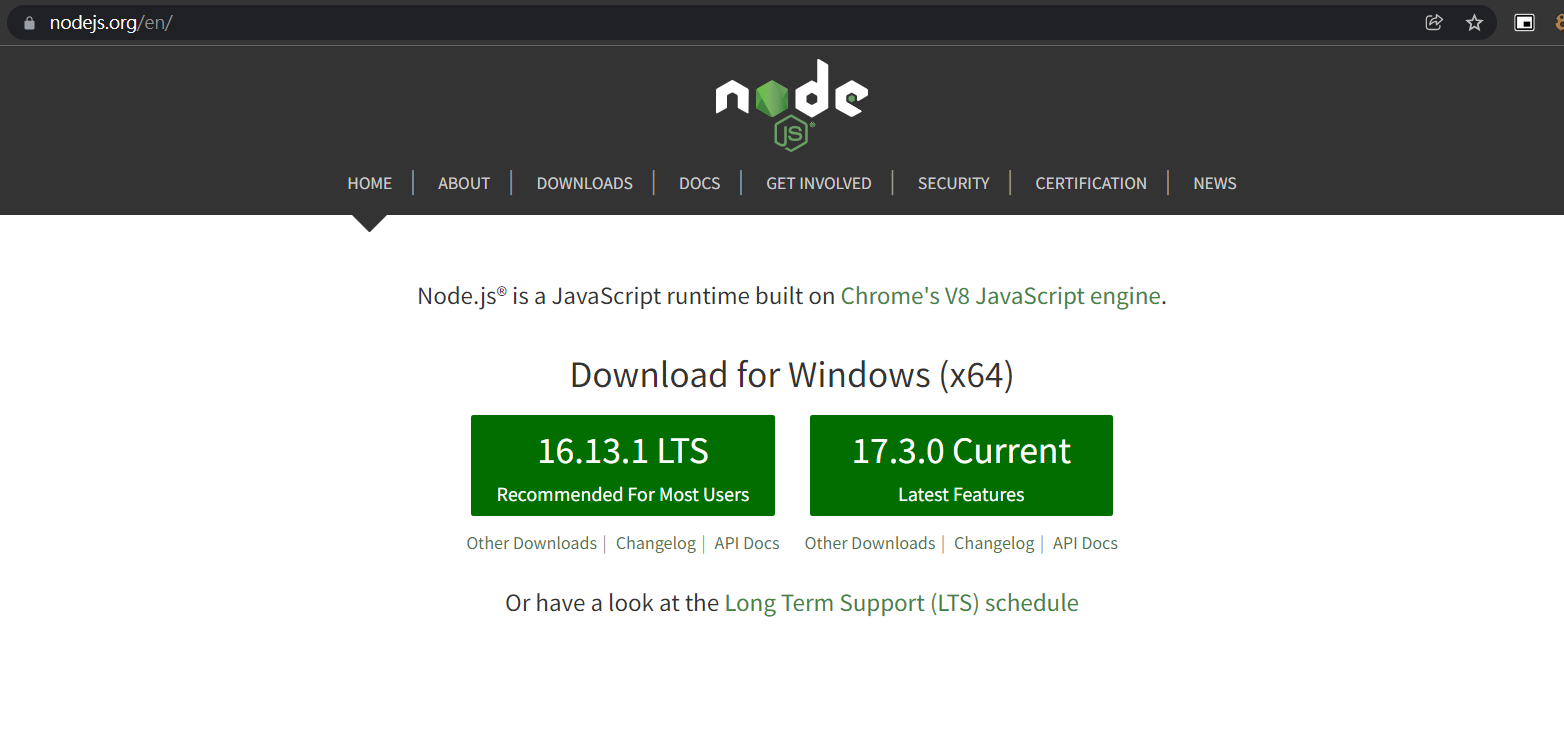 nodejs.org/en/
node
JS®
HOME | ABOUT | DOWNLOADS | DOCS | GET INVOLVED | SECURITY | CERTIFICATION | NEWS
Node.js® is a JavaScript runtime built on Chrome's V8 JavaScript engine.
Download for Windows (x64)
16.13.1 LTS
Recommended For Most Users
Other Downloads | Changelog | API Docs
17.3.0 Current
Latest Features
Other Downloads | Changelog | API Docs
Or have a look at the Long Term Support (LTS) schedule